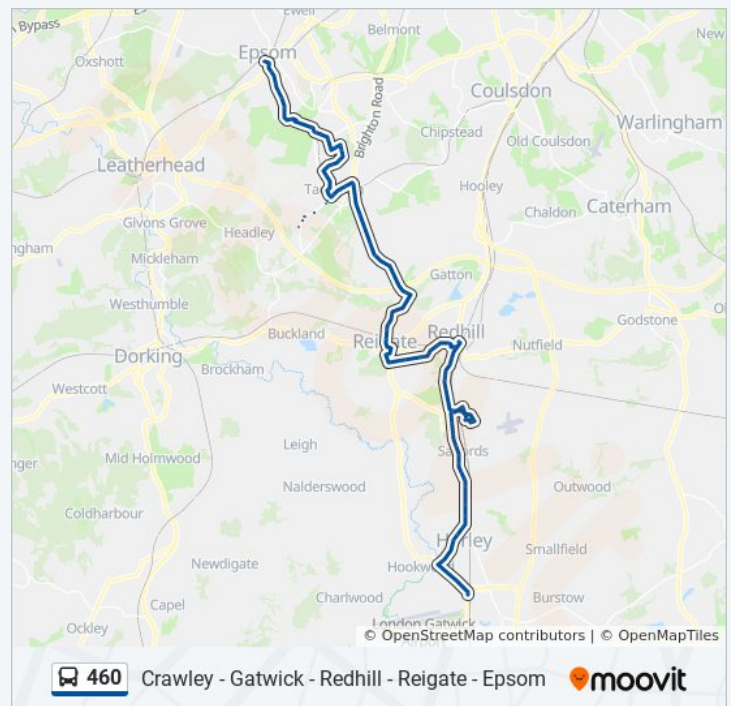 Bypass
Ewell
Belmont
New
Oxshott
Epsom
Coulsdon
Brighton Road
Chipstead
Warlingham
Old Coulsdon
Leatherhead
Hooley
Ta
Caterham
Givons Grove
Chaldon
ngham
Headley
Mickleham
Gatton
Westhumble
Godstone
Buckland
Reigate
Redhill
Nutfield
Dorking
Brockham
Westcott
Leigh
Salfords
nger
Mid Holmwood
Nalderswood
Outwood
Coldharbour
Horley
Smallfield
Newdigate
Hookwood
Charlwood
Burstow
Capel
Ockley
London Gatwick
© OpenStreetMap contributors | © OpenMapTiles
460 Crawley - Gatwick - Redhill - Reigate - Epsom moovit